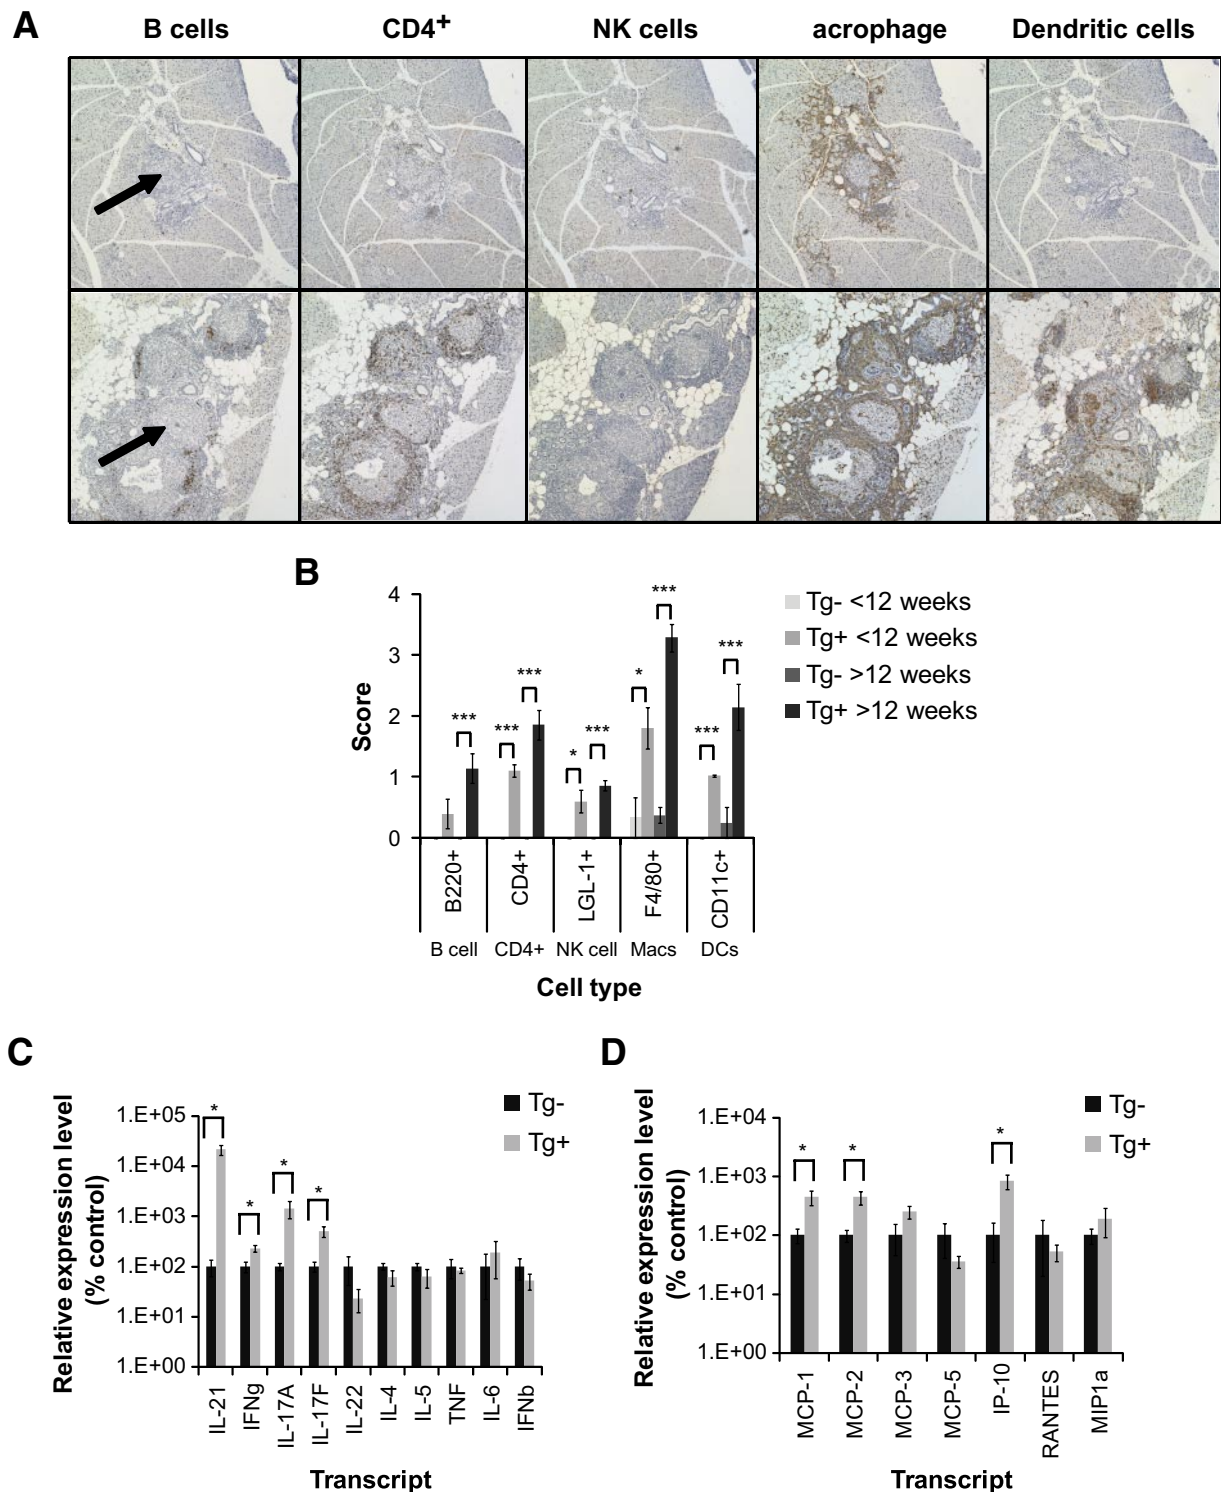 A
B cells CD4+ NK cells acrophage Dendritic cells
B
***
***
***
***
***
*
***
*
***
4
3
2
1
0
Score
B220+ CD4+ LGL-1+ F4/80+ CD11c+
B cell CD4+ NK cell Macs DCs
Cell type
Tg- <12 weeks
Tg+ <12 weeks
Tg- >12 weeks
Tg+ >12 weeks
C
Relative expression level
(% control)
1.E+05
1.E+04
1.E+03
1.E+02
1.E+01
1.E+00
* * * *
Tg-
Tg+
IL-21 IFNg IL-17A IL-17F IL-22 IL-4 IL-5 TNF IL-6 IFNb
Transcript
D
Relative expression level
(% control)
1.E+04
1.E+03
1.E+02
1.E+01
1.E+00
* * *
Tg-
Tg+
MCP-1 MCP-2 MCP-3 MCP-5 IP-10 RANTES MIP1a
Transcript